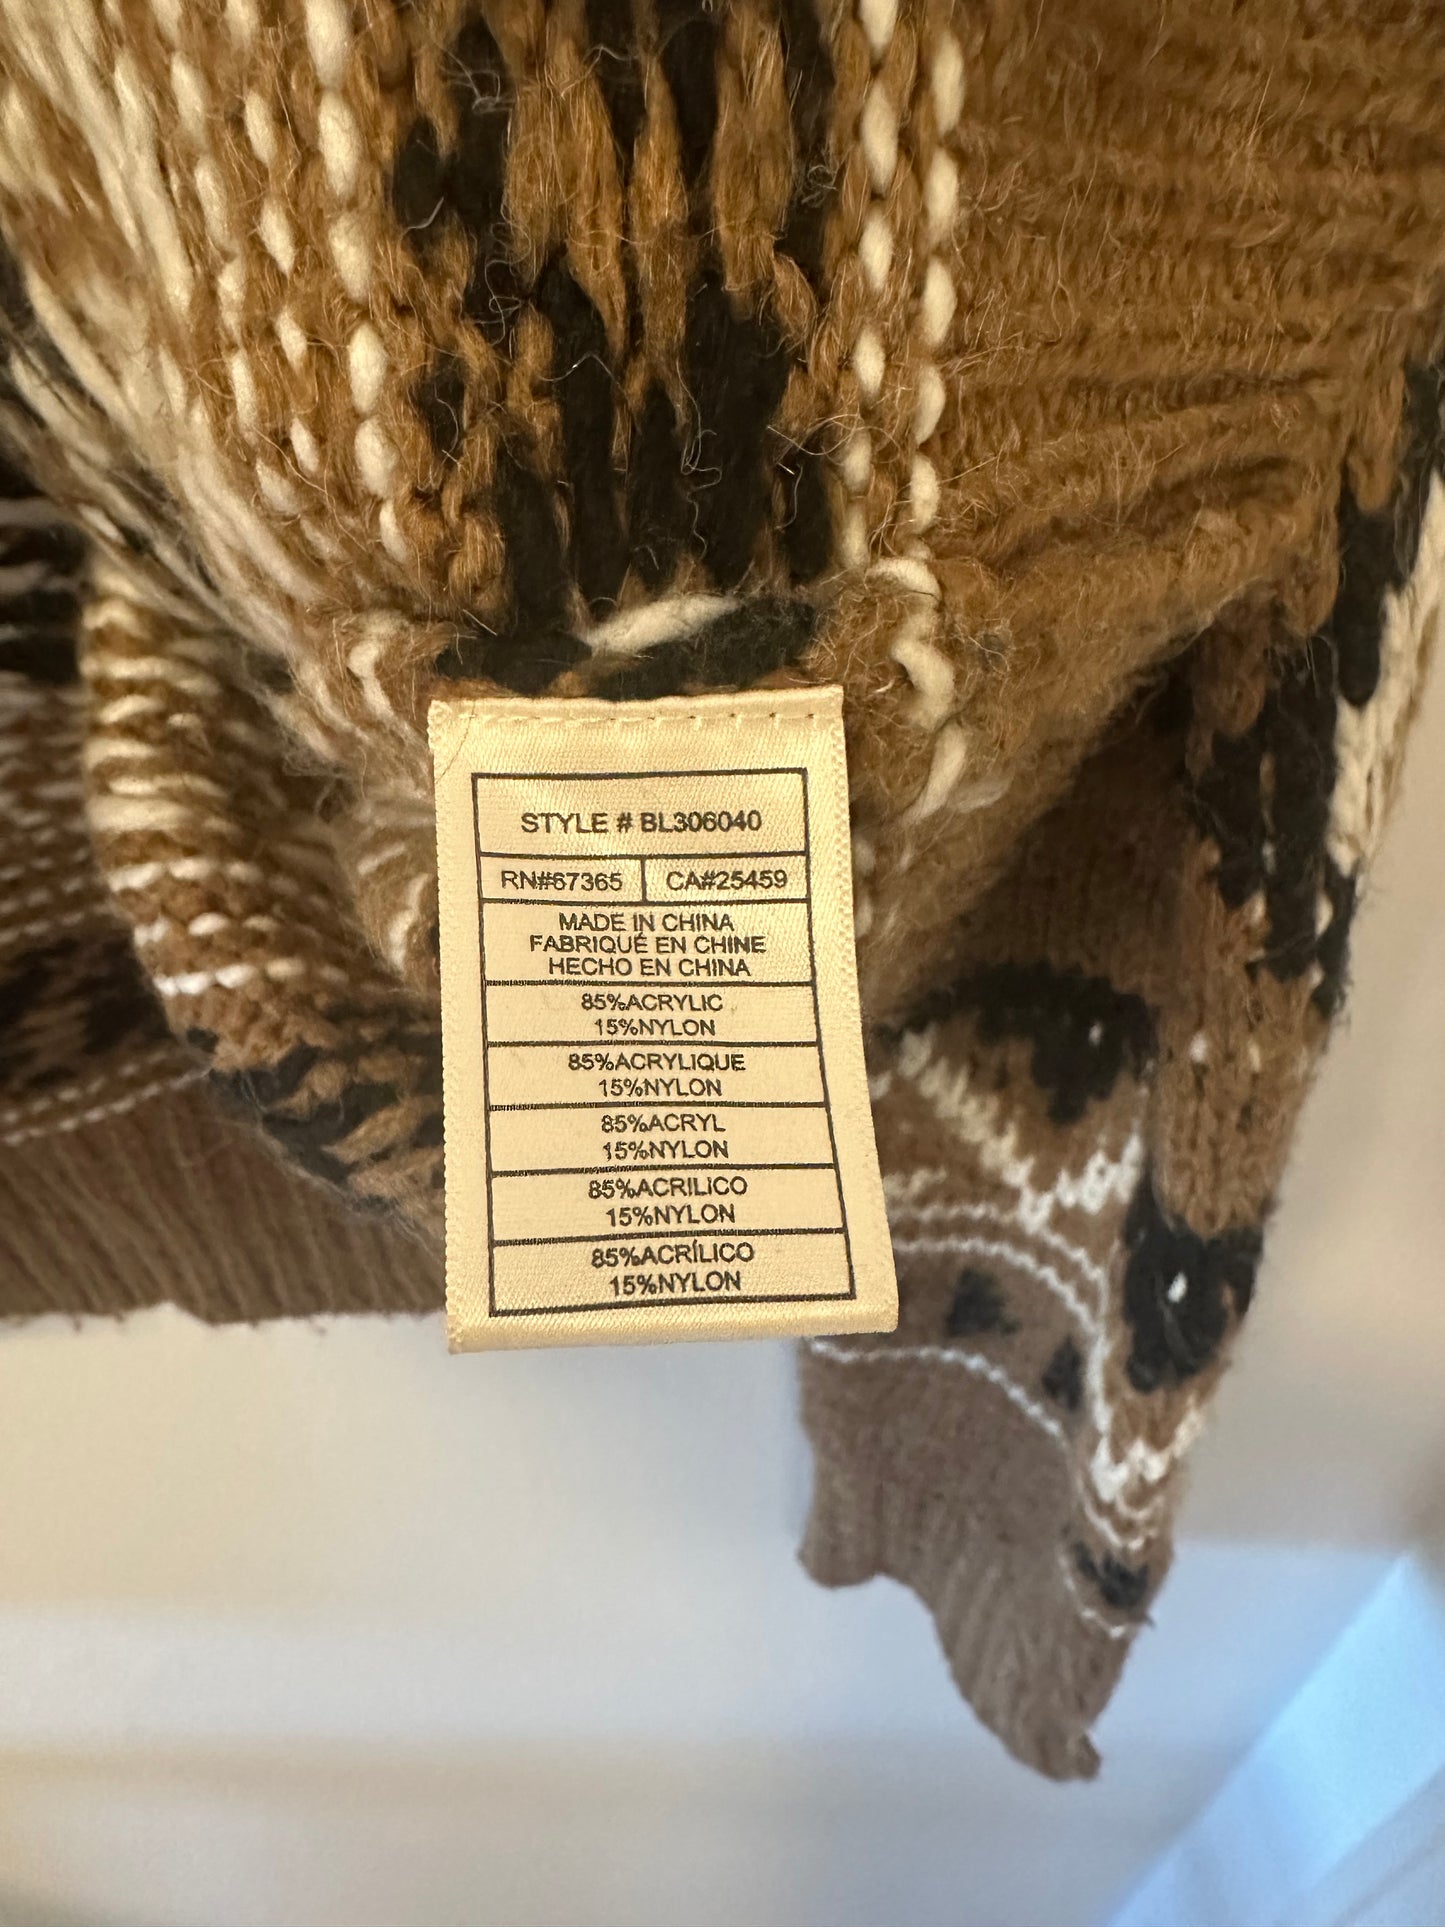 STYLE # BL306040
RN#67365 CA#25459
MADE IN CHINA
FABRIQUÉ EN CHINE
HECHO EN CHINA
85%ACRYLIC
15%NYLON
85%ACRYLIQUE
15%NYLON
85%ACRYL
15%NYLON
85%ACRILICO
15%NYLON
85%ACRÍLICO
15%NYLON